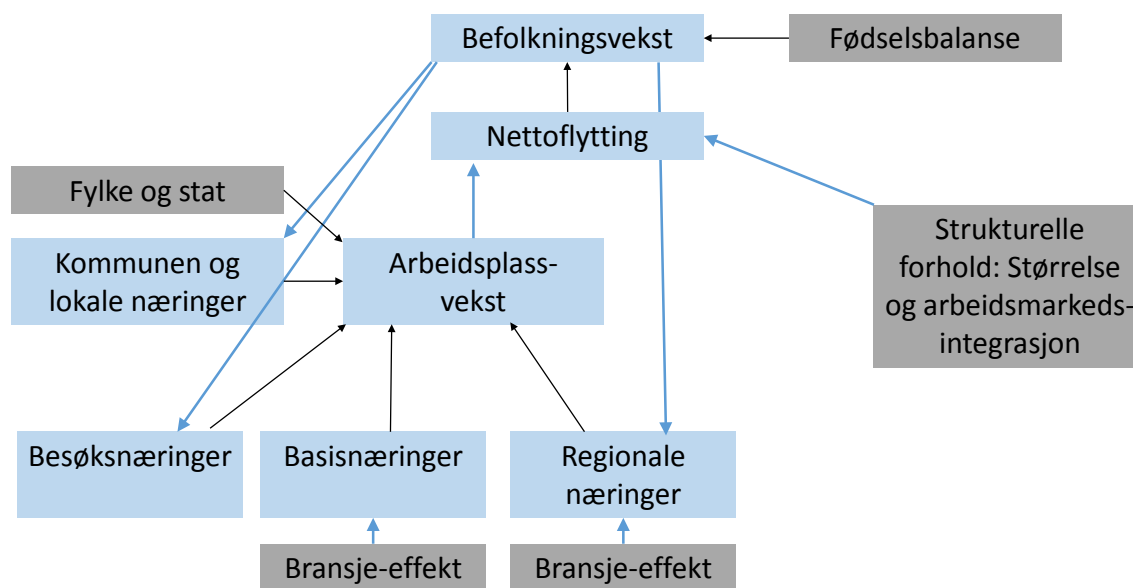 Befolkningsvekst
Fødselsbalanse
Nettoflytting
Fylke og stat
Kommunen og
lokale næringer
Arbeidsplass-
vekst
Strukturelle
forhold: Størrelse
og arbeidsmarkeds-
integrasjon
Besøksnæringer
Basisnæringer
Regionale
næringer
Bransje-effekt
Bransje-effekt